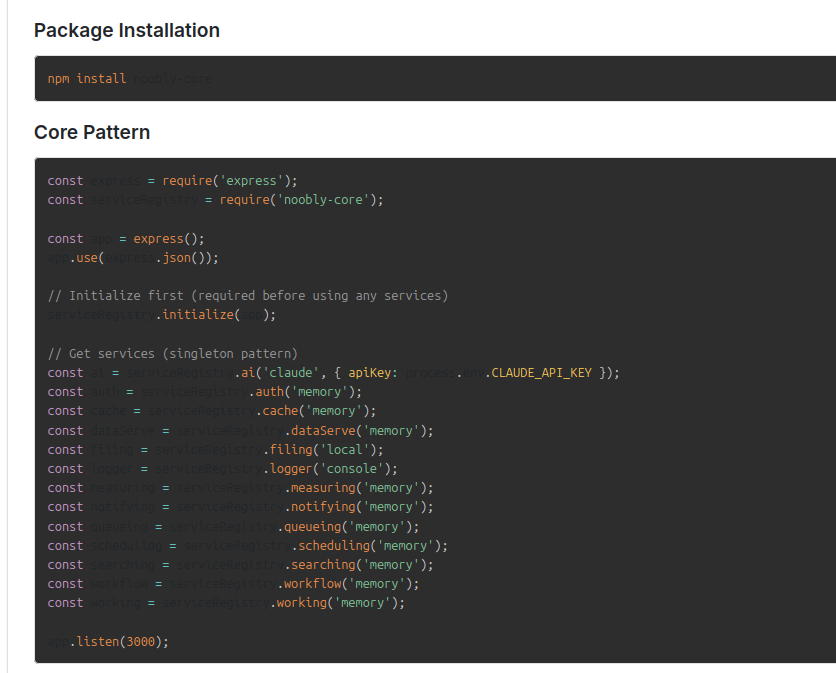 Package Installation
npm install noobly-core
Core Pattern
const express = require('express');
const serviceRegistry = require('noobly-core');
const app = express();
app.use(express.json());
// Initialize first (required before using any services)
serviceRegistry.initialize(app);
// Get services (singleton pattern)
const ai = serviceRegistry.ai('claude', { apiKey: process.env.CLAUDE_API_KEY });
const auth = serviceRegistry.auth('memory');
const cache = serviceRegistry.cache('memory');
const dataServe = serviceRegistry.dataServe('memory');
const filing = serviceRegistry.filing('local');
const logger = serviceRegistry.logger('console');
const measuring = serviceRegistry.measuring('memory');
const notifying = serviceRegistry.notifying('memory');
const queueing = serviceRegistry.queueing('memory');
const scheduling = serviceRegistry.scheduling('memory');
const searching = serviceRegistry.searching('memory');
const workflow = serviceRegistry.workflow('memory');
const working = serviceRegistry.working('memory');
app.listen(3000);